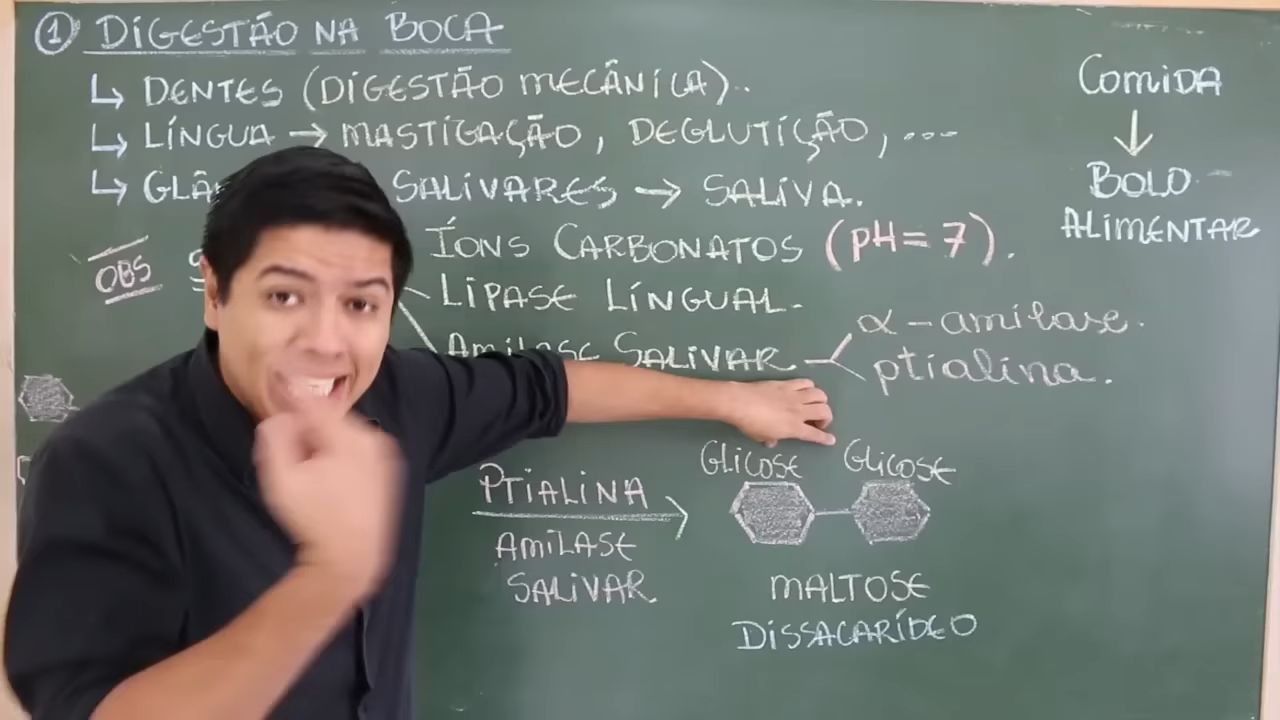 ① DIGESTÃO NA BOCA
↳ DENTES (DIGESTÃO MECÂNICA)..
↳ LÍNGUA → MASTIGAÇÃO, DEGLUTIÇÃO, ...
↳ SALIVARES → SALIVA.
OBS
ÍONS CARBONATOS (pH = 7).
LIPASE LINGUAL
AMILASE SALIVAR
α - amilase.
ptialina.
PTIALINA
AMILASE
SALIVAR
GLICOSE GLICOSE
MALTOSE
DISSACARÍDEO
COMIDA
↓
BOLO
ALIMENTAR